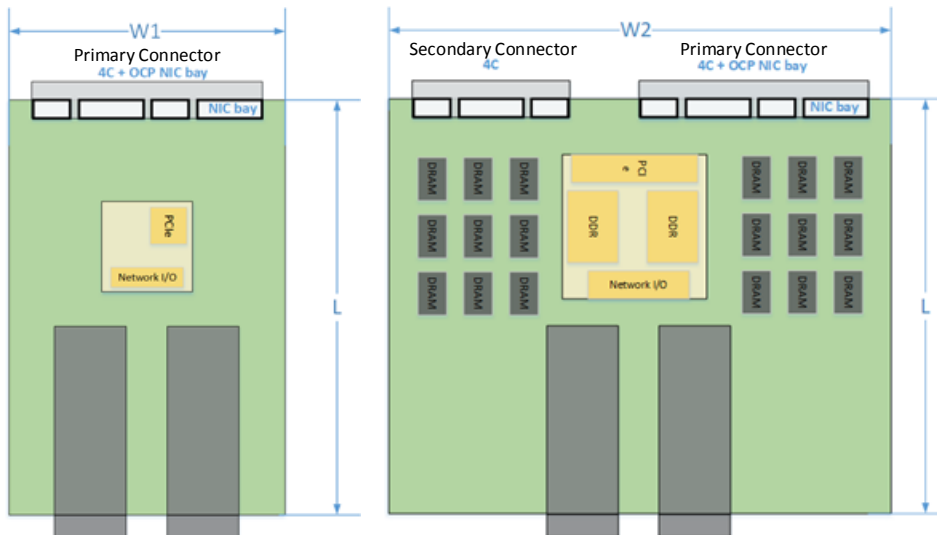 W1
Primary Connector
4C + OCP NIC bay
NIC bay
PCIe
Network I/O
L
W2
Secondary Connector
4C
Primary Connector
4C + OCP NIC bay
NIC bay
DRAM DRAM DRAM
DRAM DRAM DRAM
DRAM DRAM DRAM
PCI
e
DDR DDR
Network I/O
DRAM DRAM DRAM
DRAM DRAM DRAM
DRAM DRAM DRAM
L